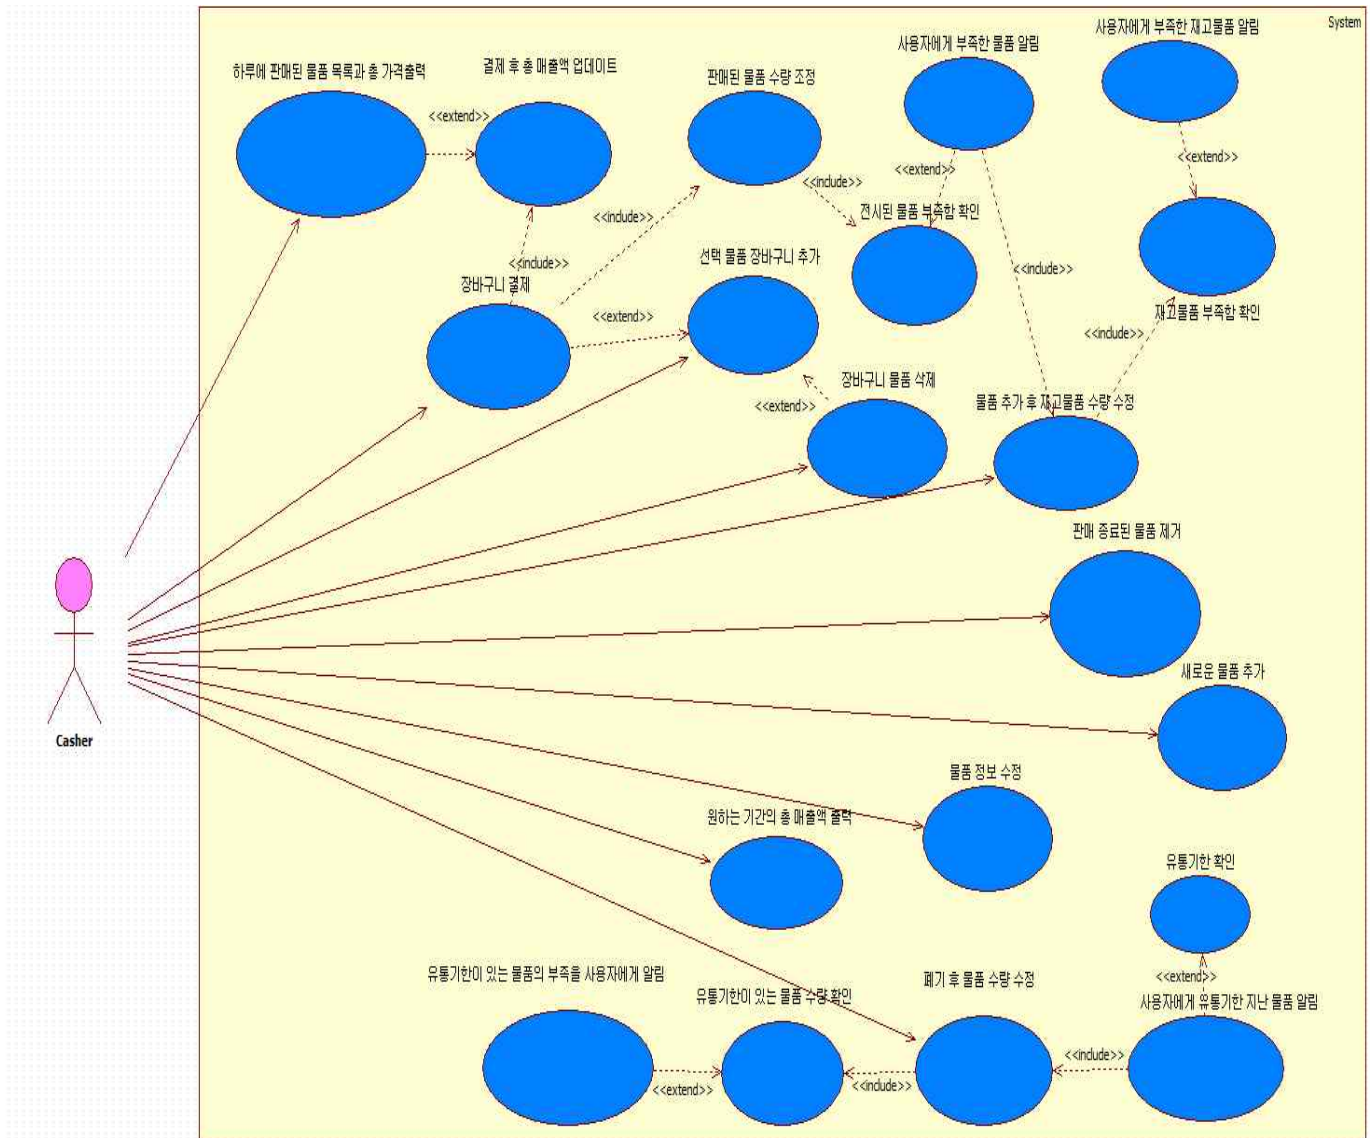 System
사용자에게 부족한 재고물품 알림
사용자에게 부족한 물품 알림
결제 후 총 매출액 업데이트
하루에 판매된 물품 목록과 총 가격출력
판매된 물품 수량 조정
<<extend>>
<<extend>>
<<extend>>
<<include>>
전시된 물품 부족함 확인
<<include>>
선택 물품 장바구니 추가
<<include>>
<<include>>
장바구니 결제
재고물품 부족함 확인
<<extend>>
<<include>>
장바구니 물품 삭제
<<extend>>
물품 추가 후 재고물품 수량 수정
판매 종료된 물품 제거
새로운 물품 추가
Casher
물품 정보 수정
원하는 기간의 총 매출액 출력
유통기한 확인
유통기한이 있는 물품의 부족을 사용자에게 알림
<<extend>>
폐기 후 물품 수량 수정
유통기한이 있는 물품 수량 확인
사용자에게 유통기한 지난 물품 알림
<<include>>
<<include>>
<<extend>>